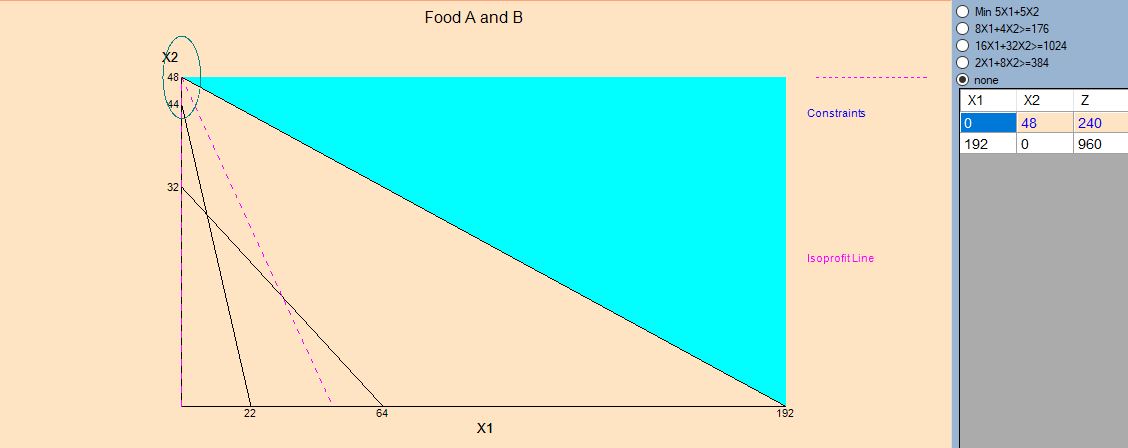 Food A and B
X2
48
44
32
22
64
192
X1
Constraints
Isoprofit Line
Min 5X1+5X2
8X1+4X2>=176
16X1+32X2>=1024
2X1+8X2>=384
none
X1 X2 Z
0 48 240
192 0 960